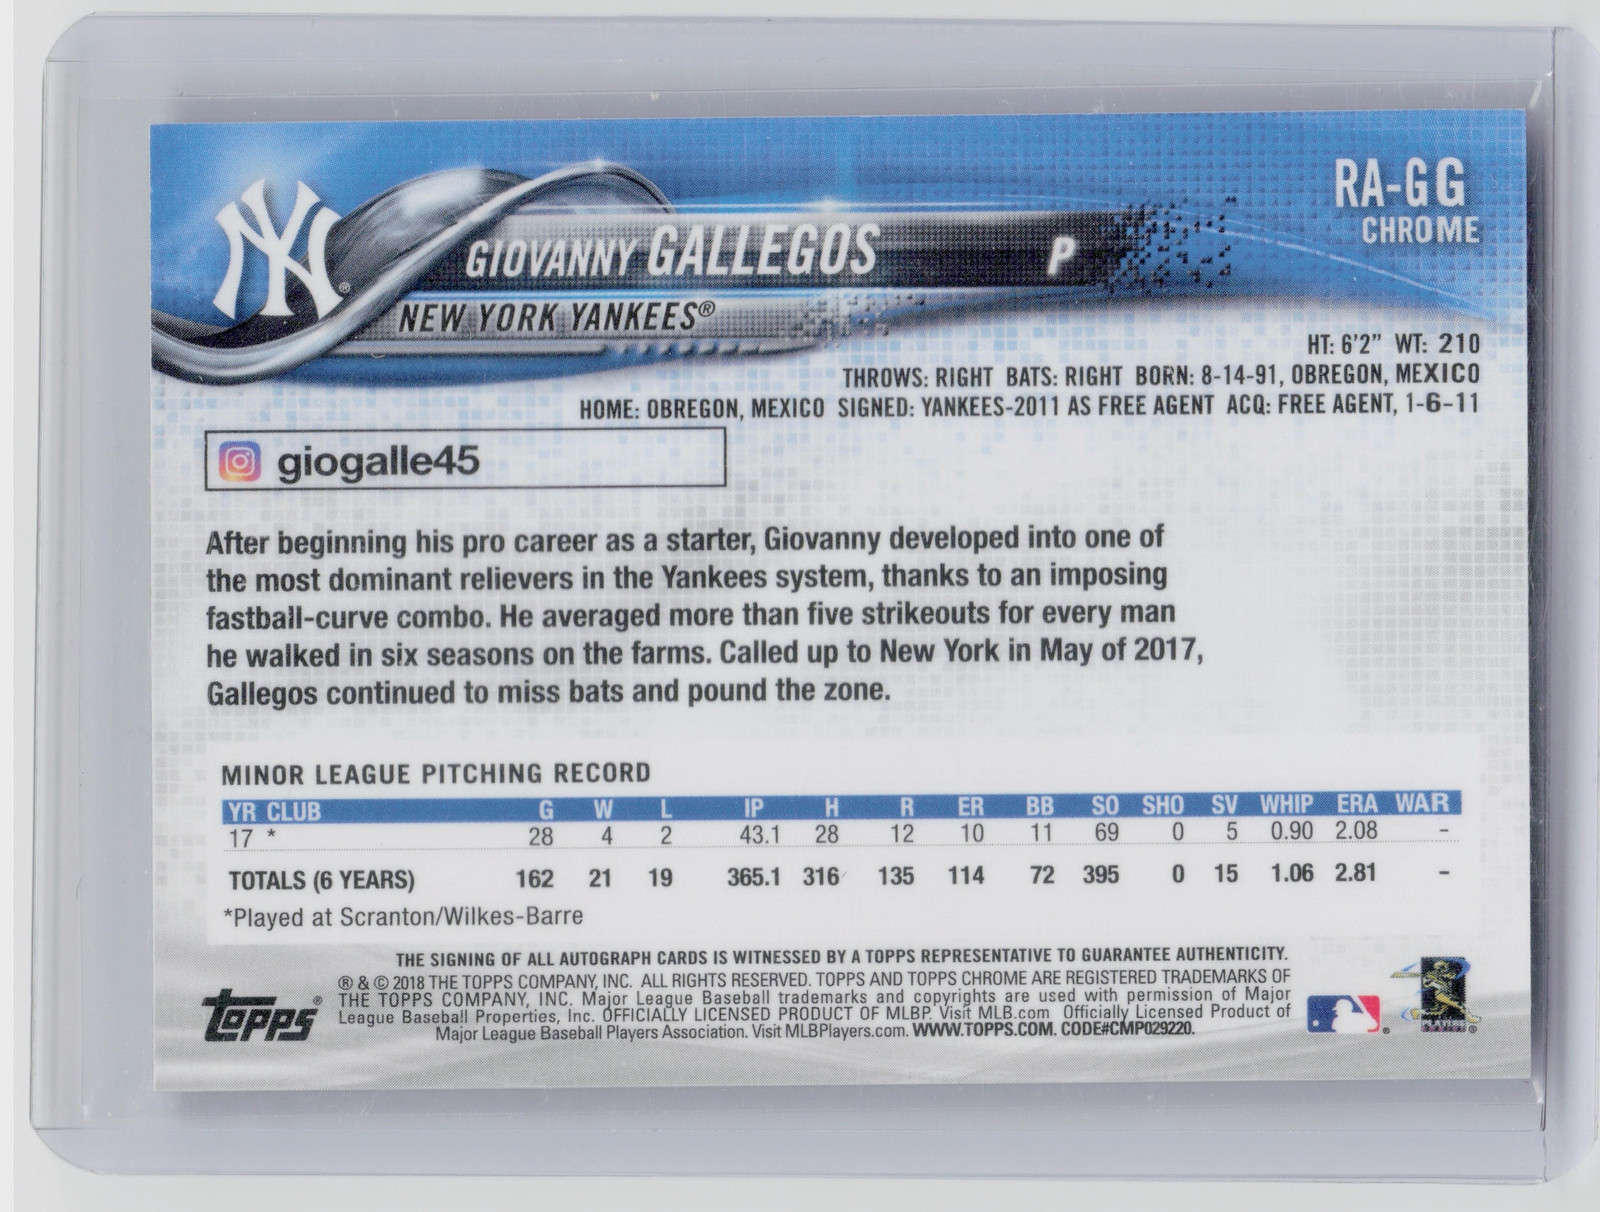 RA-GG
CHROME
NY
GIOVANNY GALLEGOS P
NEW YORK YANKEES®
HT: 6'2" WT: 210
THROWS: RIGHT BATS: RIGHT BORN: 8-14-91, OBREGON, MEXICO
HOME: OBREGON, MEXICO SIGNED: YANKEES-2011 AS FREE AGENT ACQ: FREE AGENT, 1-6-11
giogalle45
After beginning his pro career as a starter, Giovanny developed into one of
the most dominant relievers in the Yankees system, thanks to an imposing
fastball-curve combo. He averaged more than five strikeouts for every man
he walked in six seasons on the farms. Called up to New York in May of 2017,
Gallegos continued to miss bats and pound the zone.
MINOR LEAGUE PITCHING RECORD
YR CLUB G W L IP H R ER BB SO SHO SV WHIP ERA WAR
17 * 28 4 2 43.1 28 12 10 11 69 0 5 0.90 2.08 -
TOTALS (6 YEARS) 162 21 19 365.1 316 135 114 72 395 0 15 1.06 2.81 -
*Played at Scranton/Wilkes-Barre
THE SIGNING OF ALL AUTOGRAPH CARDS IS WITNESSED BY A TOPPS REPRESENTATIVE TO GUARANTEE AUTHENTICITY.
® & © 2018 THE TOPPS COMPANY, INC. ALL RIGHTS RESERVED. TOPPS AND TOPPS CHROME ARE REGISTERED TRADEMARKS OF
THE TOPPS COMPANY, INC. Major League Baseball trademarks and copyrights are used with permission of Major
League Baseball Properties, Inc. OFFICIALLY LICENSED PRODUCT OF MLBP. Visit MLB.com Officially Licensed Product of
Major League Baseball Players Association. Visit MLBPlayers.com. WWW.TOPPS.COM. CODE#CMP029220.
topps®
PLAYERS